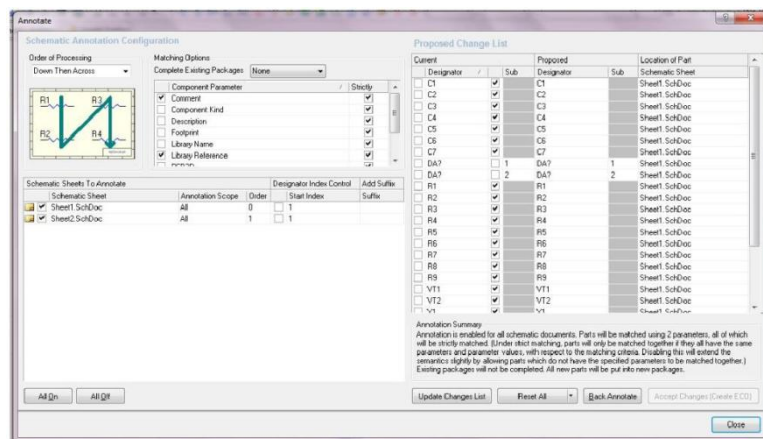 Annotate
Schematic Annotation Configuration
Order of Processing
Down Then Across
R1 R3
R2 R4
Matching Options
Complete Existing Packages None
Component Parameter / Strictly
Comment
Component Kind
Description
Footprint
Library Name
Library Reference
Schematic Sheets To Annotate Designator Index Control Add Suffix
Schematic Sheet Annotation Scope Order Start Index Suffix
Sheet1.SchDoc All 0 1
Sheet2.SchDoc All 1 1
All On All Off
Proposed Change List
Current Proposed Location of Part
Designator / Sub Designator Sub Schematic Sheet
C1 C1 Sheet1.SchDoc
C2 C2 Sheet1.SchDoc
C3 C3 Sheet1.SchDoc
C4 C4 Sheet1.SchDoc
C5 C5 Sheet1.SchDoc
C6 C6 Sheet1.SchDoc
C7 C7 Sheet1.SchDoc
DA? 1 DA? 1 Sheet1.SchDoc
DA? 2 DA? 2 Sheet1.SchDoc
R1 R1 Sheet1.SchDoc
R2 R2 Sheet1.SchDoc
R3 R3 Sheet1.SchDoc
R4 R4 Sheet1.SchDoc
R5 R5 Sheet1.SchDoc
R6 R6 Sheet1.SchDoc
R7 R7 Sheet1.SchDoc
R8 R8 Sheet1.SchDoc
R9 R9 Sheet1.SchDoc
VT1 VT1 Sheet1.SchDoc
VT2 VT2 Sheet1.SchDoc
Sheet1.SchDoc
Annotation Summary
Annotation is enabled for all schematic documents. Parts will be matched using 2 parameters, all of which
will be strictly matched. (Under strict matching, parts will only be matched together if they all have the same
parameters and parameter values, with respect to the matching criteria. Disabling this will extend the
semantics slightly by allowing parts which do not have the specified parameters to be matched together.)
Existing packages will not be completed. All new parts will be put into new packages.
Update Changes List Reset All Back Annotate Accept Changes (Create ECO)
Close